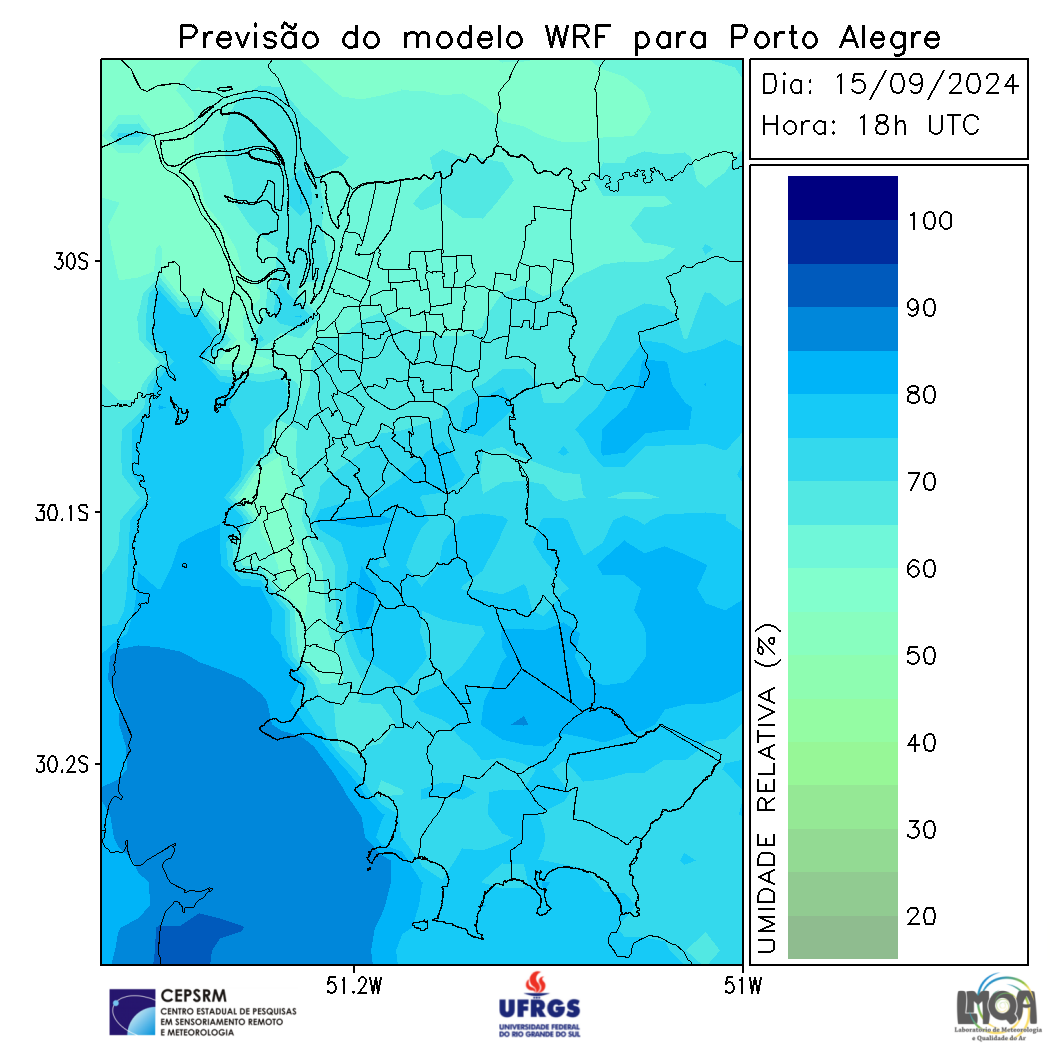 Previsão do modelo WRF para Porto Alegre
Dia: 15/09/2024
Hora: 18h UTC
30S
30.1S
30.2S
51.2W
51W
100
90
80
70
60
50
40
30
20
UMIDADE RELATIVA (%)
CEPSRM
CENTRO ESTADUAL DE PESQUISAS
EM SENSORIAMENTO REMOTO
E METEOROLOGIA
UFRGS
UNIVERSIDADE FEDERAL
DO RIO GRANDE DO SUL
LMQA
Laboratório de Meteorologia
e Qualidade do Ar